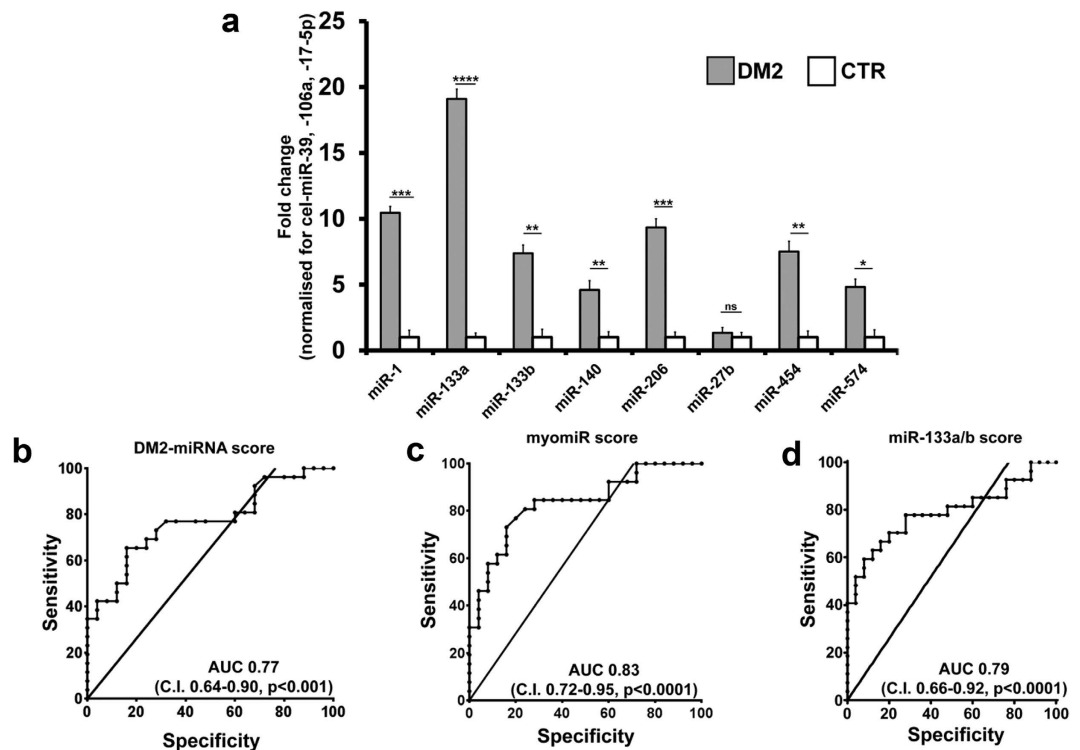 a
25
20
15
10
5
0
Fold change
(normalised for cel-miR-39, -106a, -17-5p)
DM2
CTR
***
****
**
**
***
ns
**
*
miR-1
miR-133a
miR-133b
miR-140
miR-206
miR-27b
miR-454
miR-574
b
DM2-miRNA score
100
80
60
40
20
0
Sensitivity
AUC 0.77
(C.I. 0.64-0.90, p<0.001)
0 20 40 60 80 100
Specificity
c
myomiR score
100
80
60
40
20
0
Sensitivity
AUC 0.83
(C.I. 0.72-0.95, p<0.0001)
0 20 40 60 80 100
Specificity
d
miR-133a/b score
100
80
60
40
20
0
Sensitivity
AUC 0.79
(C.I. 0.66-0.92, p<0.0001)
0 20 40 60 80 100
Specificity